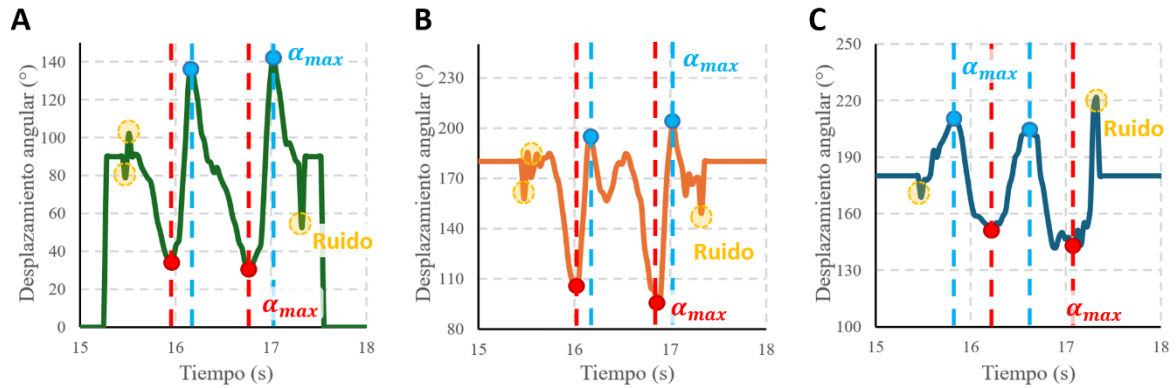 A
Desplazamiento angular (°)
140
120
100
80
60
40
20
0
15
16
17
18
Tiempo (s)
α_max
Ruido
α_max
B
Desplazamiento angular (°)
230
200
170
140
110
80
15
16
17
18
Tiempo (s)
α_max
Ruido
α_max
C
Desplazamiento angular (°)
250
220
190
160
130
100
15
16
17
18
Tiempo (s)
α_max
Ruido
α_max